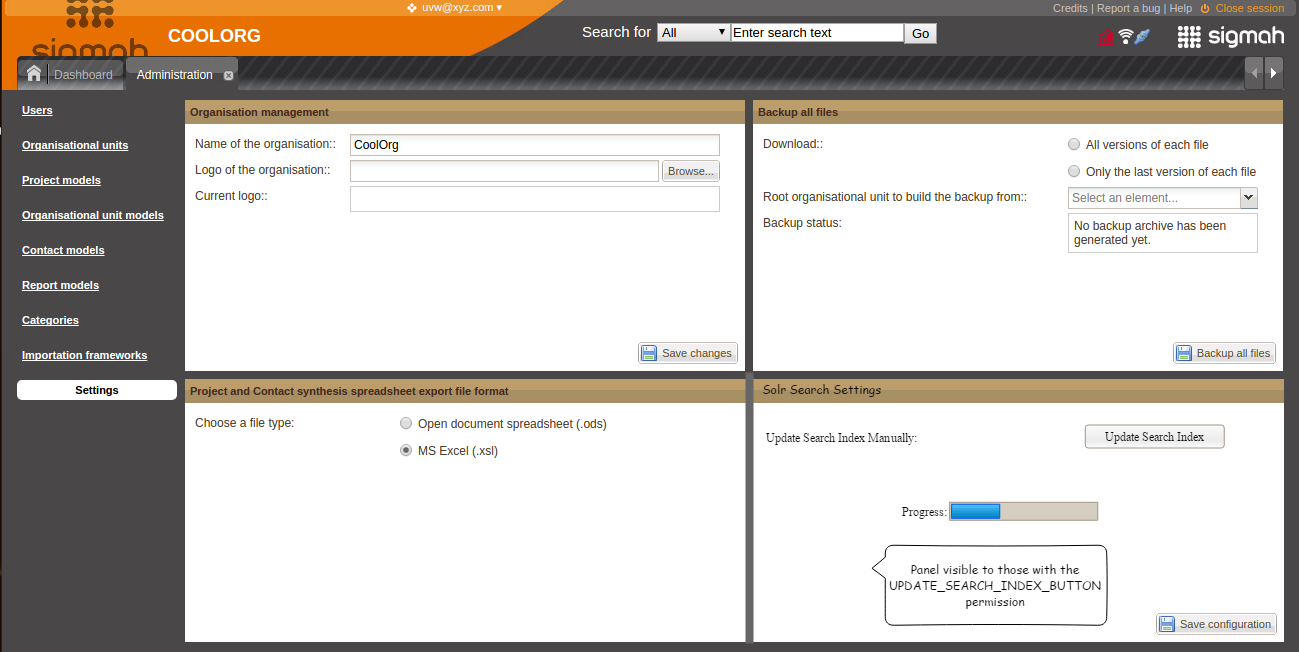 uvw@xyz.com ▾
Credits | Report a bug | Help Close session
sigmah
COOLORG
Search for All Enter search text Go
sigmah
Dashboard
Administration
Users
Organisational units
Project models
Organisational unit models
Contact models
Report models
Categories
Importation frameworks
Settings
Organisation management
Name of the organisation:: CoolOrg
Logo of the organisation:: Browse...
Current logo::
Save changes
Backup all files
Download:: All versions of each file
Only the last version of each file
Root organisational unit to build the backup from:: Select an element...
Backup status: No backup archive has been
generated yet.
Backup all files
Project and Contact synthesis spreadsheet export file format
Choose a file type: Open document spreadsheet (.ods)
MS Excel (.xsl)
Solr Search Settings
Update Search Index Manually: Update Search Index
Progress:
Panel visible to those with the
UPDATE_SEARCH_INDEX_BUTTON
permission
Save configuration